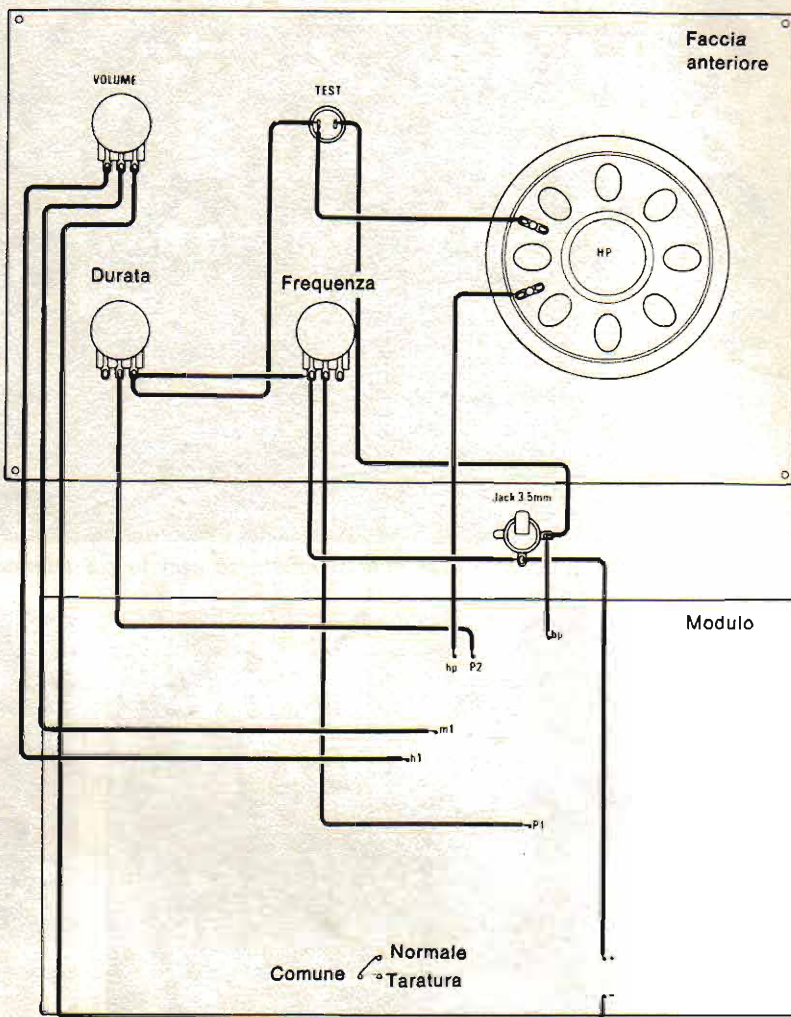 Faccia
anteriore
VOLUME
TEST
HP
Durata
Frequenza
Jack 3.5mm
Modulo
bp
hp P2
m1
h1
P1
Normale
Comune
Taratura
+
−